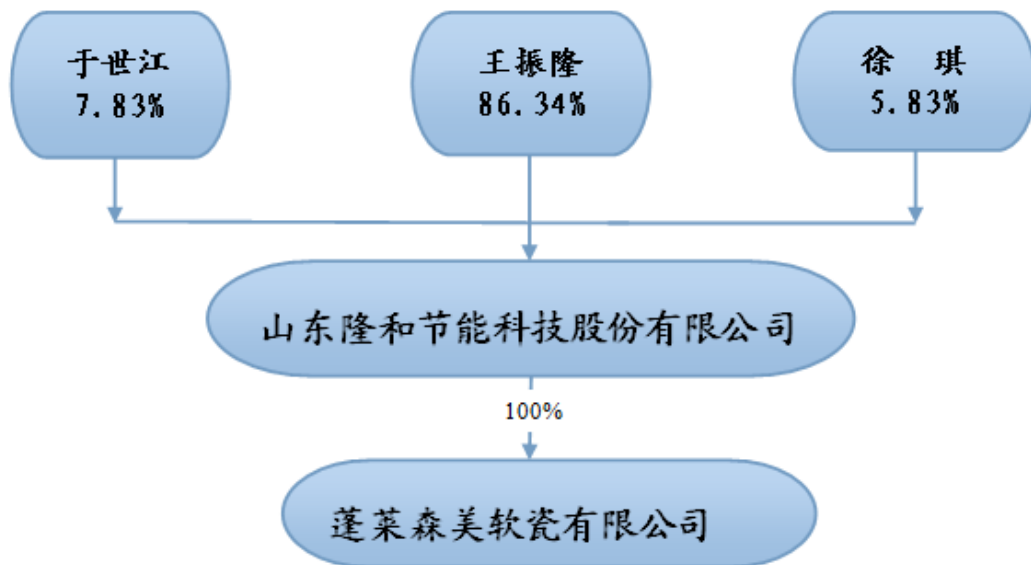 于世江
7.83%
王振隆
86.34%
徐 琪
5.83%
山东隆和节能科技股份有限公司
100%
蓬莱森美软瓷有限公司